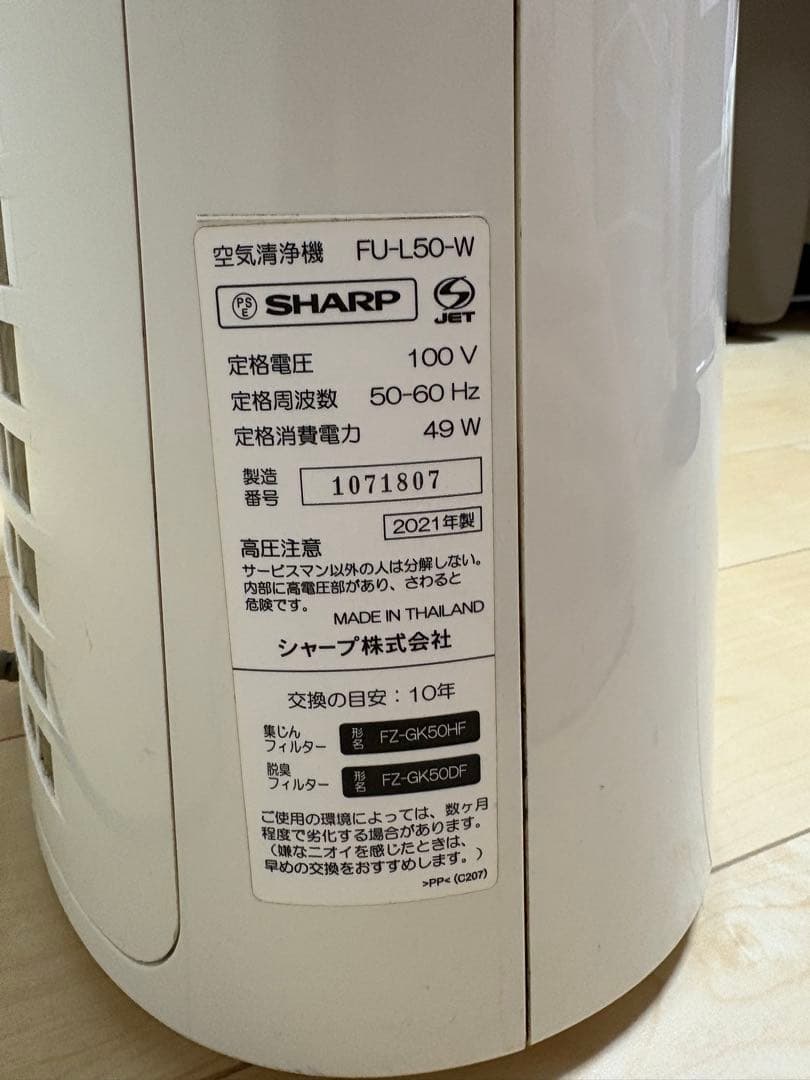 空気清浄機 FU-L50-W
PS E SHARP JET
定格電圧 100 V
定格周波数 50-60 Hz
定格消費電力 49 W
製造番号 1071807
2021年製
高圧注意
サービスマン以外の人は分解しない。
内部に高電圧部があり、さわると
危険です。
MADE IN THAILAND
シャープ株式会社
交換の目安：10年
集じんフィルター 形名 FZ-GK50HF
脱臭フィルター 形名 FZ-GK50DF
ご使用の環境によっては、数ヶ月
程度で劣化する場合があります。
（嫌なニオイを感じたときは、
早めの交換をおすすめします。）
>PP< (C207)